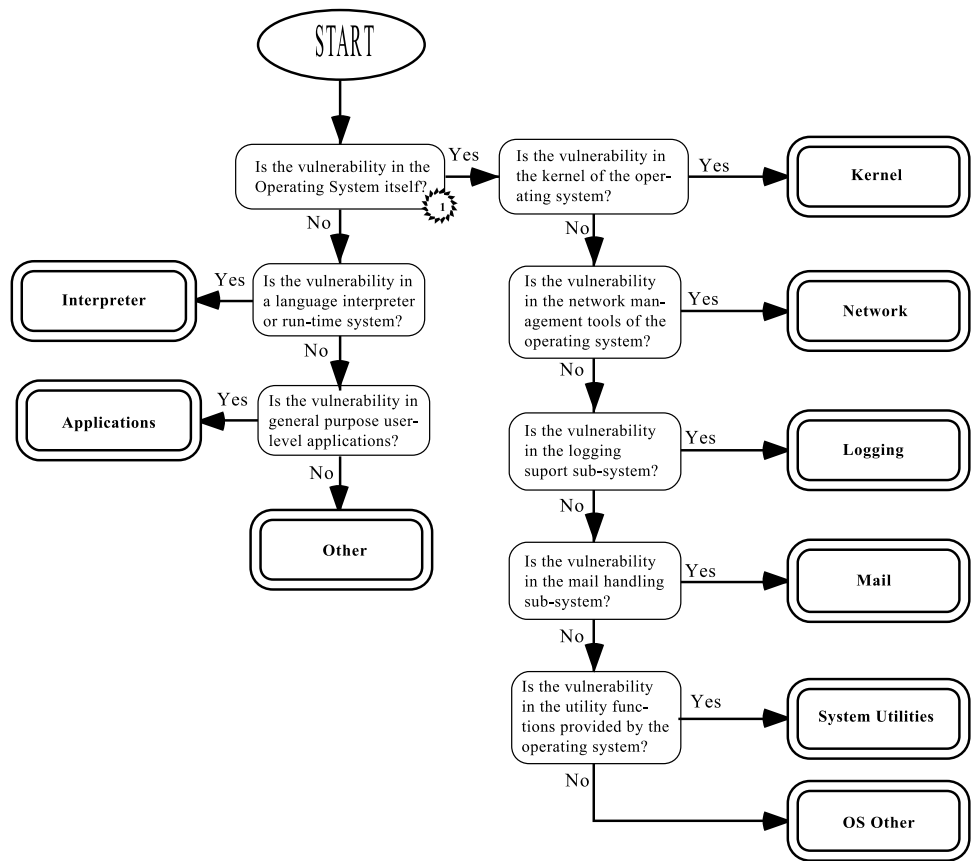 START
Is the vulnerability in the
Operating System itself?
1
Yes
Is the vulnerability in
the kernel of the oper-
ating system?
Yes
Kernel
No
No
Interpreter
Yes
Is the vulnerability in
a language interpreter
or run-time system?
Is the vulnerability
in the network man-
agement tools of the
operating system?
Yes
Network
No
No
Applications
Yes
Is the vulnerability in
general purpose user-
level applications?
Is the vulnerability
in the logging
suport sub-system?
Yes
Logging
No
No
Other
Is the vulnerability
in the mail handling
sub-system?
Yes
Mail
No
Is the vulnerability
in the utility func-
tions provided by the
operating system?
Yes
System Utilities
No
OS Other